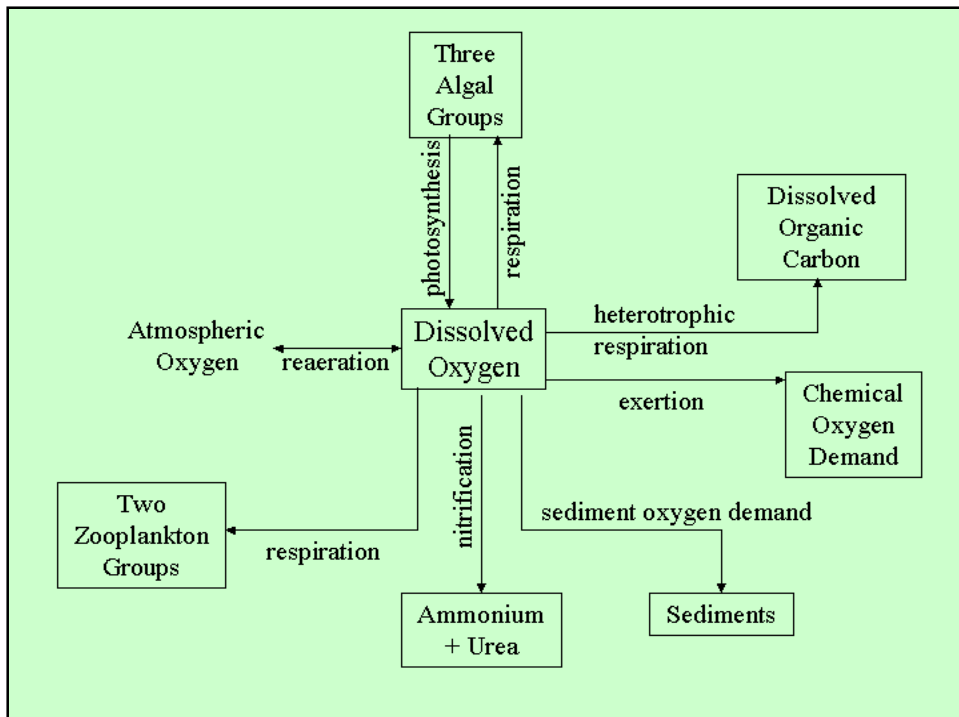 Three
Algal
Groups
photosynthesis
respiration
Dissolved
Organic
Carbon
heterotrophic
respiration
Atmospheric
Oxygen
reaeration
Dissolved
Oxygen
exertion
Chemical
Oxygen
Demand
nitrification
sediment oxygen demand
Two
Zooplankton
Groups
respiration
Ammonium
+ Urea
Sediments